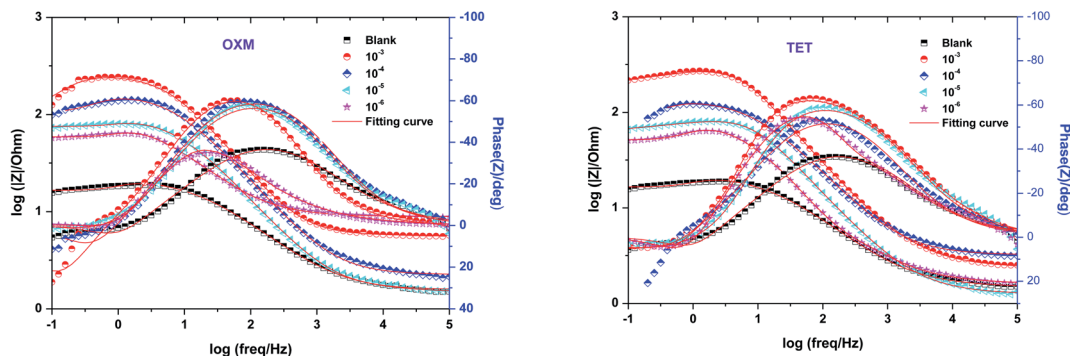 OXM
Blank
10⁻³
10⁻⁴
10⁻⁵
10⁻⁶
Fitting curve
log (|Z|/Ohm)
3
2
1
0
-1 0 1 2 3 4 5
log (freq/Hz)
-100
-80
-60
-40
-20
0
20
40
Phase(Z)/deg)
TET
Blank
10⁻³
10⁻⁴
10⁻⁵
10⁻⁶
Fitting curve
log (|Z|/Ohm)
3
2
1
0
-1 0 1 2 3 4 5
log (freq/Hz)
-100
-80
-60
-40
-20
0
20
Phase(Z)/deg)